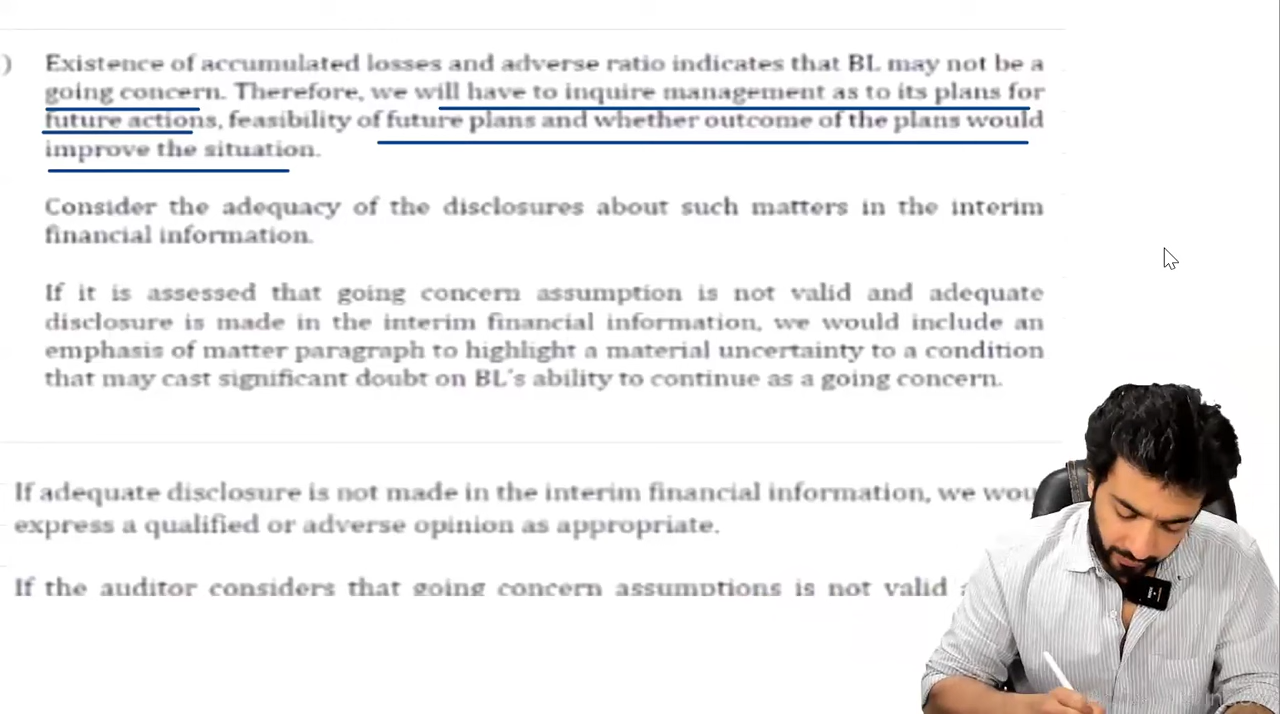 ) Existence of accumulated losses and adverse ratio indicates that BL may not be a
going concern. Therefore, we will have to inquire management as to its plans for
future actions, feasibility of future plans and whether outcome of the plans would
improve the situation.
Consider the adequacy of the disclosures about such matters in the interim
financial information.
If it is assessed that going concern assumption is not valid and adequate
disclosure is made in the interim financial information, we would include an
emphasis of matter paragraph to highlight a material uncertainty to a condition
that may cast significant doubt on BL's ability to continue as a going concern.
If adequate disclosure is not made in the interim financial information, we wou
express a qualified or adverse opinion as appropriate.
If the auditor considers that going concern assumptions is not valid